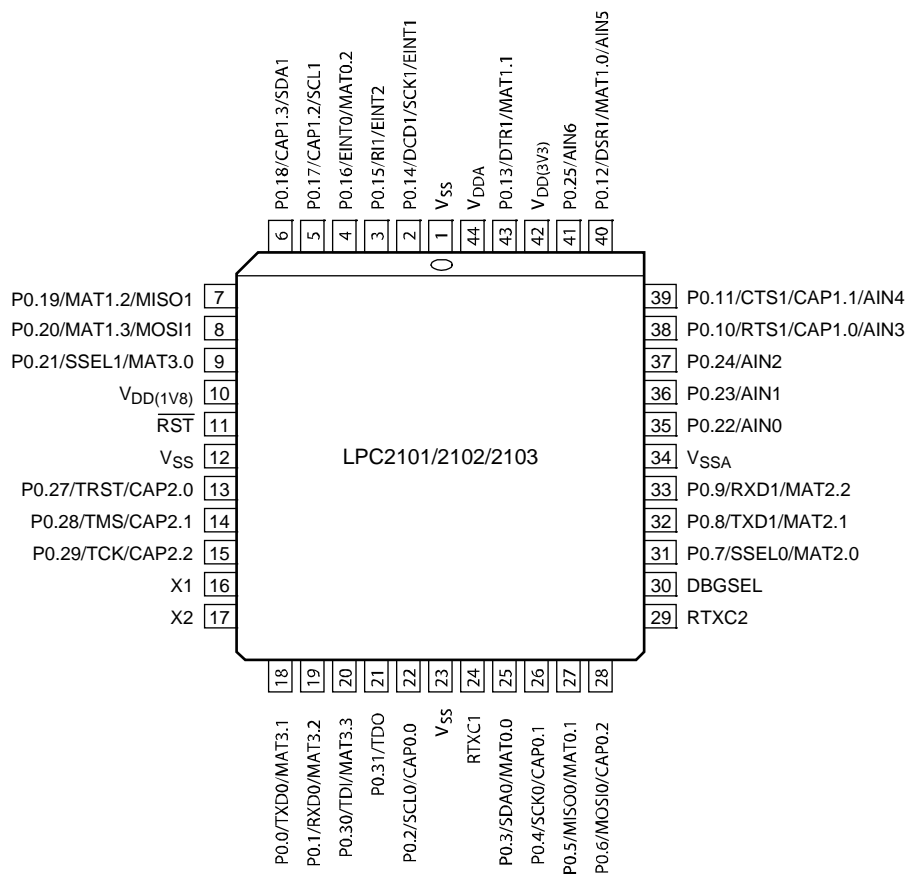 P0.18/CAP1.3/SDA1
P0.17/CAP1.2/SCL1
P0.16/EINT0/MAT0.2
P0.15/RI1/EINT2
P0.14/DCD1/SCK1/EINT1
VSS
VDDA
P0.13/DTR1/MAT1.1
VDD(3V3)
P0.25/AIN6
P0.12/DSR1/MAT1.0/AIN5
6
5
4
3
2
1
44
43
42
41
40
P0.19/MAT1.2/MISO1 7
P0.20/MAT1.3/MOSI1 8
P0.21/SSEL1/MAT3.0 9
VDD(1V8) 10
RST 11
VSS 12
P0.27/TRST/CAP2.0 13
P0.28/TMS/CAP2.1 14
P0.29/TCK/CAP2.2 15
X1 16
X2 17
LPC2101/2102/2103
39 P0.11/CTS1/CAP1.1/AIN4
38 P0.10/RTS1/CAP1.0/AIN3
37 P0.24/AIN2
36 P0.23/AIN1
35 P0.22/AIN0
34 VSSA
33 P0.9/RXD1/MAT2.2
32 P0.8/TXD1/MAT2.1
31 P0.7/SSEL0/MAT2.0
30 DBGSEL
29 RTXC2
18
19
20
21
22
23
24
25
26
27
28
P0.0/TXD0/MAT3.1
P0.1/RXD0/MAT3.2
P0.30/TDI/MAT3.3
P0.31/TDO
P0.2/SCL0/CAP0.0
VSS
RTXC1
P0.3/SDA0/MAT0.0
P0.4/SCK0/CAP0.1
P0.5/MISO0/MAT0.1
P0.6/MOSI0/CAP0.2